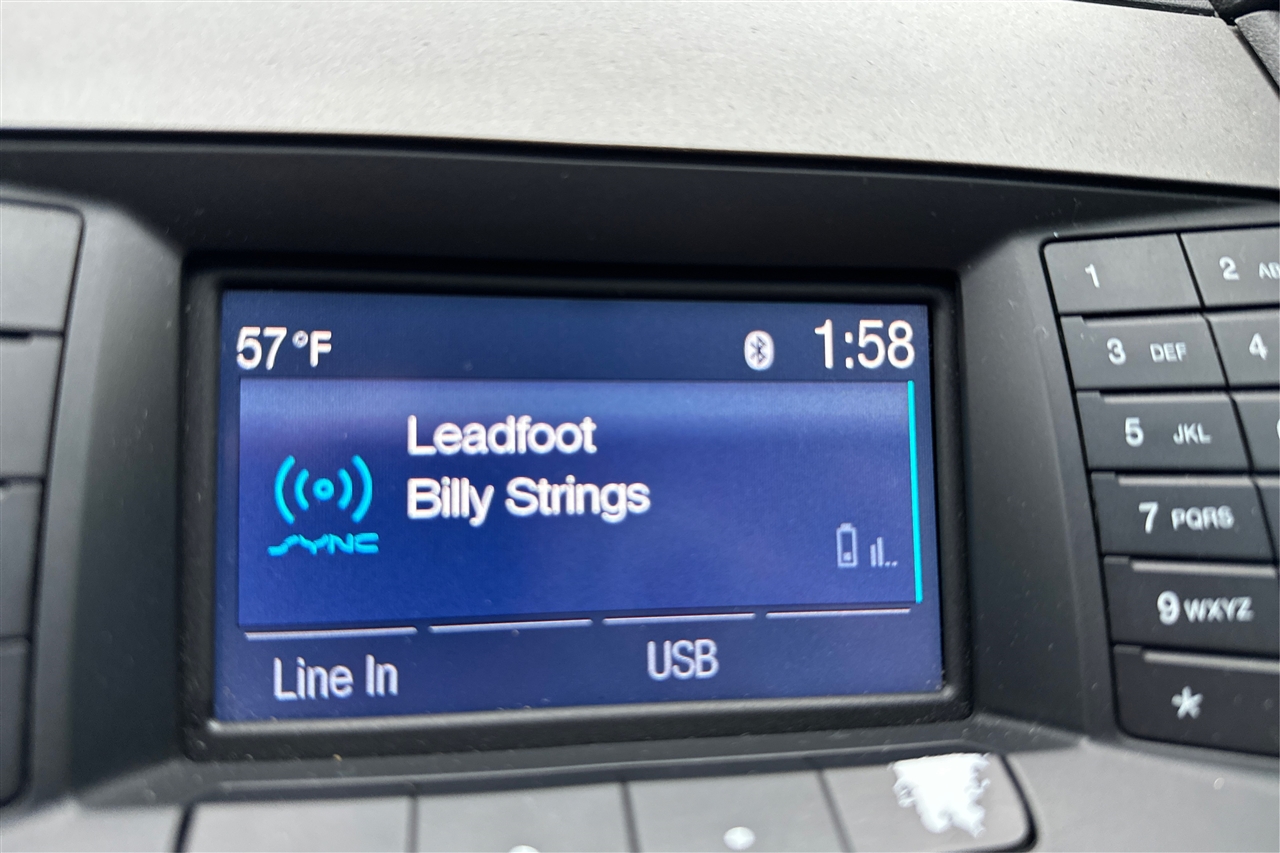 57 °F
1:58
Leadfoot
Billy Strings
SYNC
Line In
USB
1
2
3 DEF
4
5 JKL
7 PQRS
9 WXYZ
*